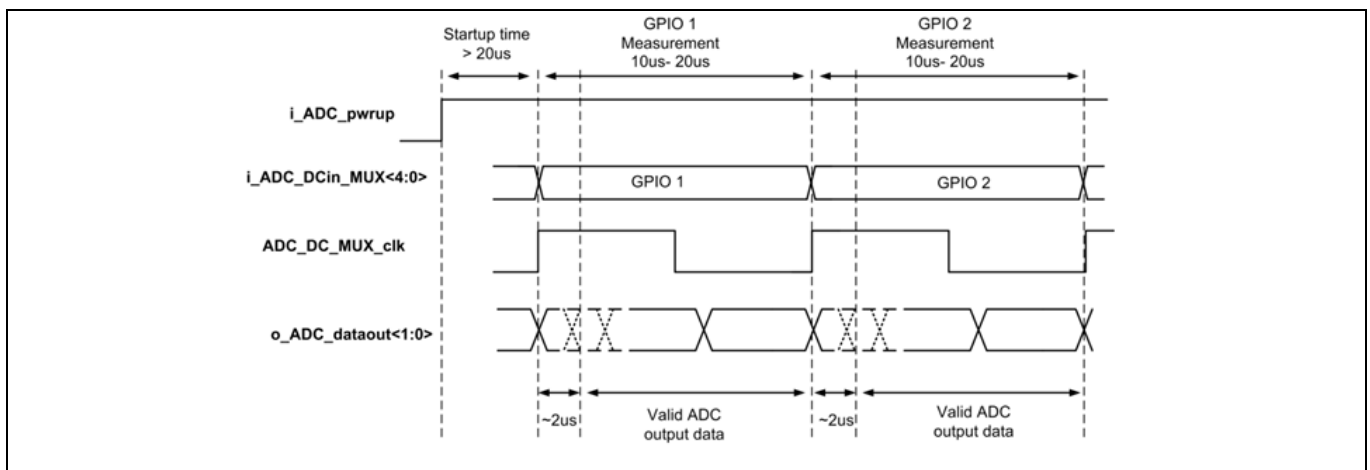 Startup time
> 20us
GPIO 1
Measurement
10us- 20us
GPIO 2
Measurement
10us- 20us
i_ADC_pwrup
i_ADC_DCin_MUX<4:0>
GPIO 1
GPIO 2
ADC_DC_MUX_clk
o_ADC_dataout<1:0>
~2us
Valid ADC
output data
~2us
Valid ADC
output data